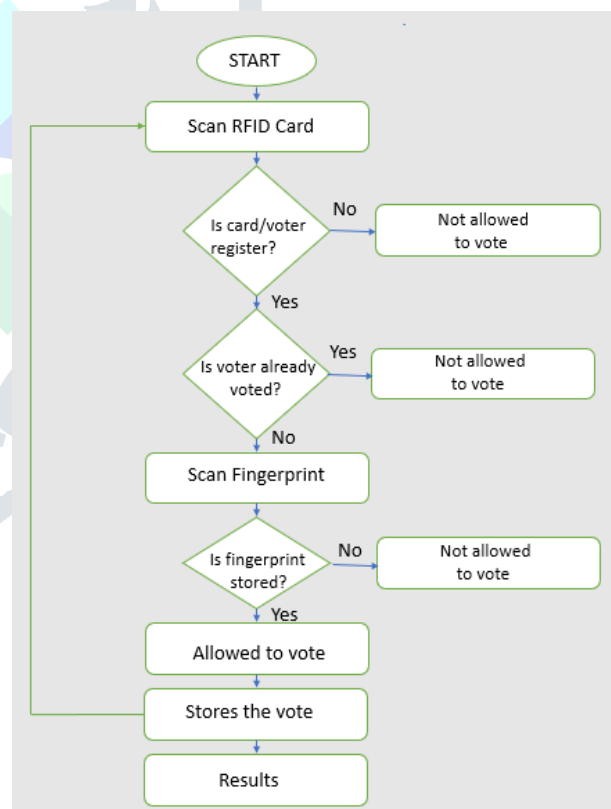 START
Scan RFID Card
Is card/voter
register?
No
Not allowed
to vote
Yes
Is voter already
voted?
Yes
Not allowed
to vote
No
Scan Fingerprint
Is fingerprint
stored?
No
Not allowed
to vote
Yes
Allowed to vote
Stores the vote
Results